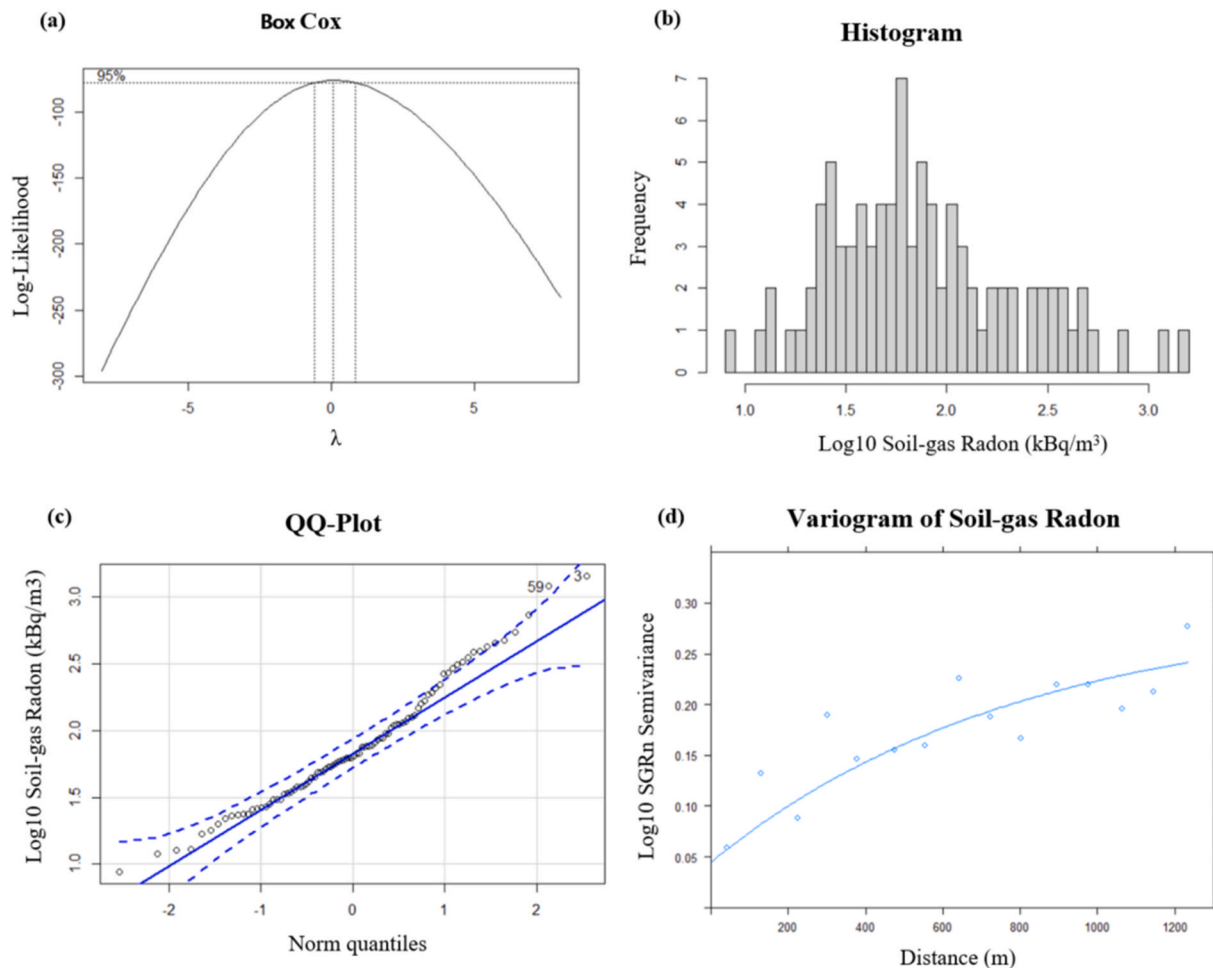 (a)
Box Cox
95%
Log-Likelihood
-100
-150
-200
-250
-300
-5
0
5
λ
(b)
Histogram
Frequency
7
6
5
4
3
2
1
0
1.0
1.5
2.0
2.5
3.0
Log10 Soil-gas Radon (kBq/m³)
(c)
QQ-Plot
Log10 Soil-gas Radon (kBq/m3)
3.0
2.5
2.0
1.5
1.0
59
3
-2
-1
0
1
2
Norm quantiles
(d)
Variogram of Soil-gas Radon
Log10 SGRn Semivariance
0.30
0.25
0.20
0.15
0.10
0.05
200
400
600
800
1000
1200
Distance (m)